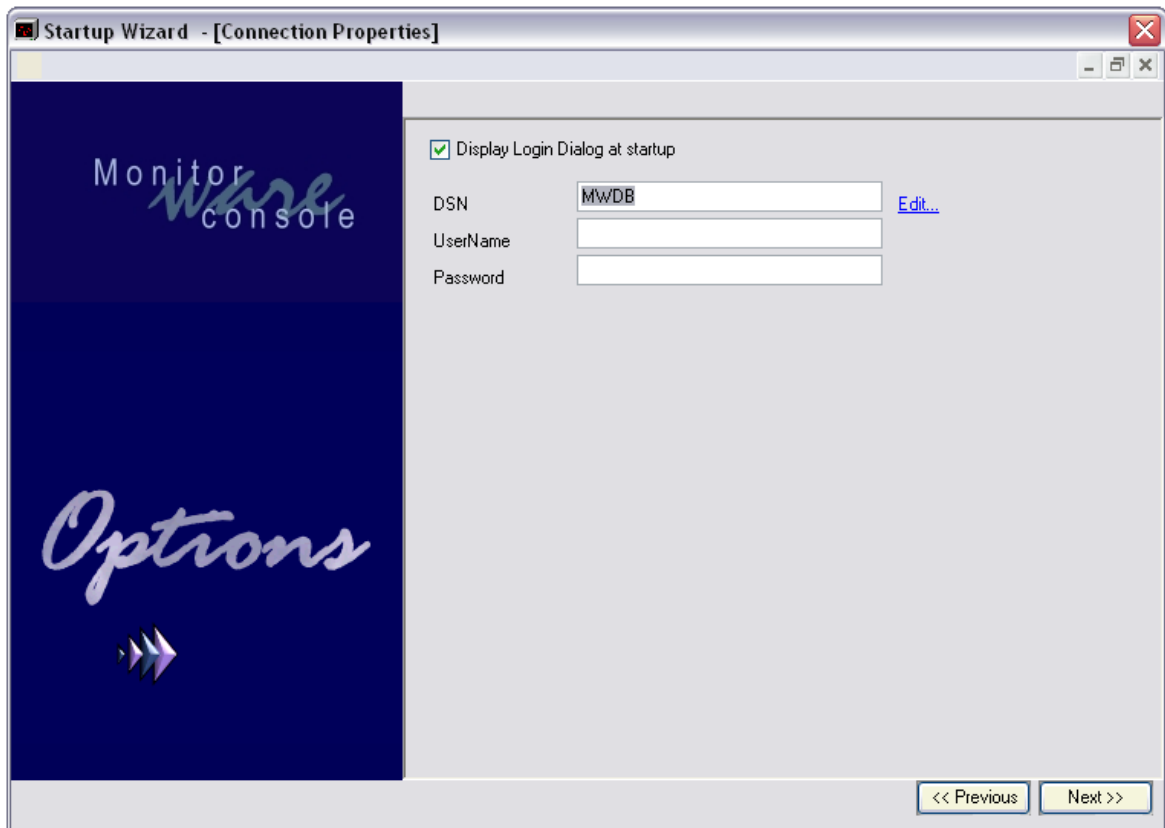 Startup Wizard - [Connection Properties]
Monitor
ware
console
Display Login Dialog at startup
DSN
MWDB
Edit...
UserName
Password
Options
<< Previous
Next >>